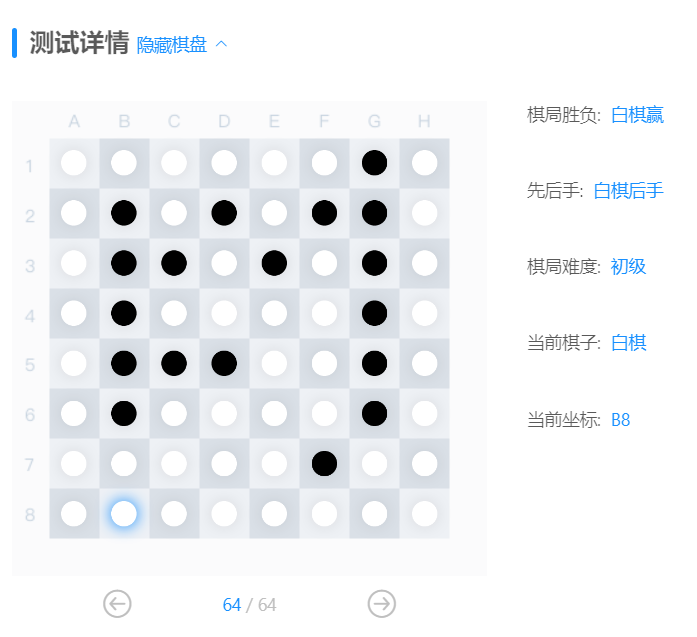 测试详情 隐藏棋盘
A B C D E F G H
1
2
3
4
5
6
7
8
64 / 64
棋局胜负: 白棋赢
先后手: 白棋后手
棋局难度: 初级
当前棋子: 白棋
当前坐标: B8